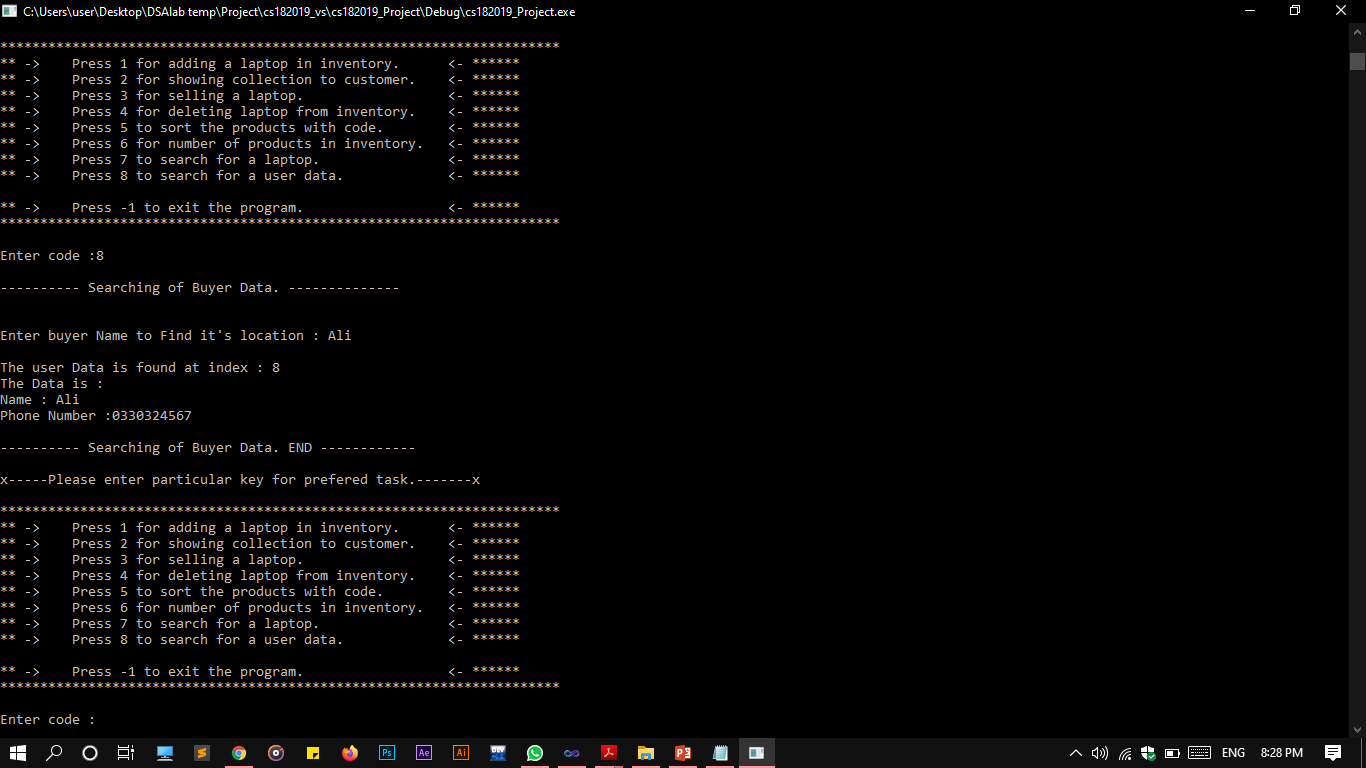 C:\Users\user\Desktop\DSAlab temp\Project\cs182019_vs\cs182019_Project\Debug\cs182019_Project.exe
**********************************************************************
** ->    Press 1 for adding a laptop in inventory.      <- ******
** ->    Press 2 for showing collection to customer.    <- ******
** ->    Press 3 for selling a laptop.                  <- ******
** ->    Press 4 for deleting laptop from inventory.    <- ******
** ->    Press 5 to sort the products with code.        <- ******
** ->    Press 6 for number of products in inventory.   <- ******
** ->    Press 7 to search for a laptop.                <- ******
** ->    Press 8 to search for a user data.             <- ******
** ->    Press -1 to exit the program.                  <- ******
**********************************************************************
Enter code :8
---------- Searching of Buyer Data. --------------
Enter buyer Name to Find it's location : Ali
The user Data is found at index : 8
The Data is :
Name : Ali
Phone Number :0330324567
---------- Searching of Buyer Data. END ------------
x-----Please enter particular key for prefered task.-------x
**********************************************************************
** ->    Press 1 for adding a laptop in inventory.      <- ******
** ->    Press 2 for showing collection to customer.    <- ******
** ->    Press 3 for selling a laptop.                  <- ******
** ->    Press 4 for deleting laptop from inventory.    <- ******
** ->    Press 5 to sort the products with code.        <- ******
** ->    Press 6 for number of products in inventory.   <- ******
** ->    Press 7 to search for a laptop.                <- ******
** ->    Press 8 to search for a user data.             <- ******
** ->    Press -1 to exit the program.                  <- ******
**********************************************************************
Enter code :
Ps Ae Ai ENG 8:28 PM